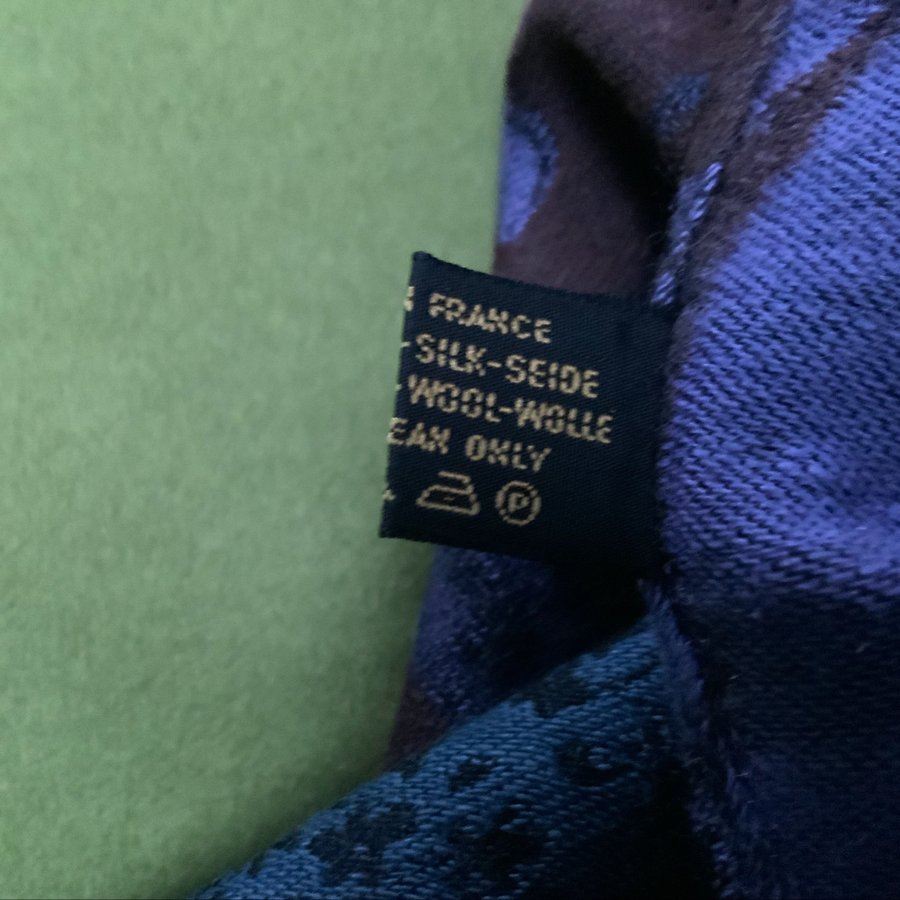 FRANCE
-SILK-SEIDE
-WOOL-WOLLE
EAN ONLY
P